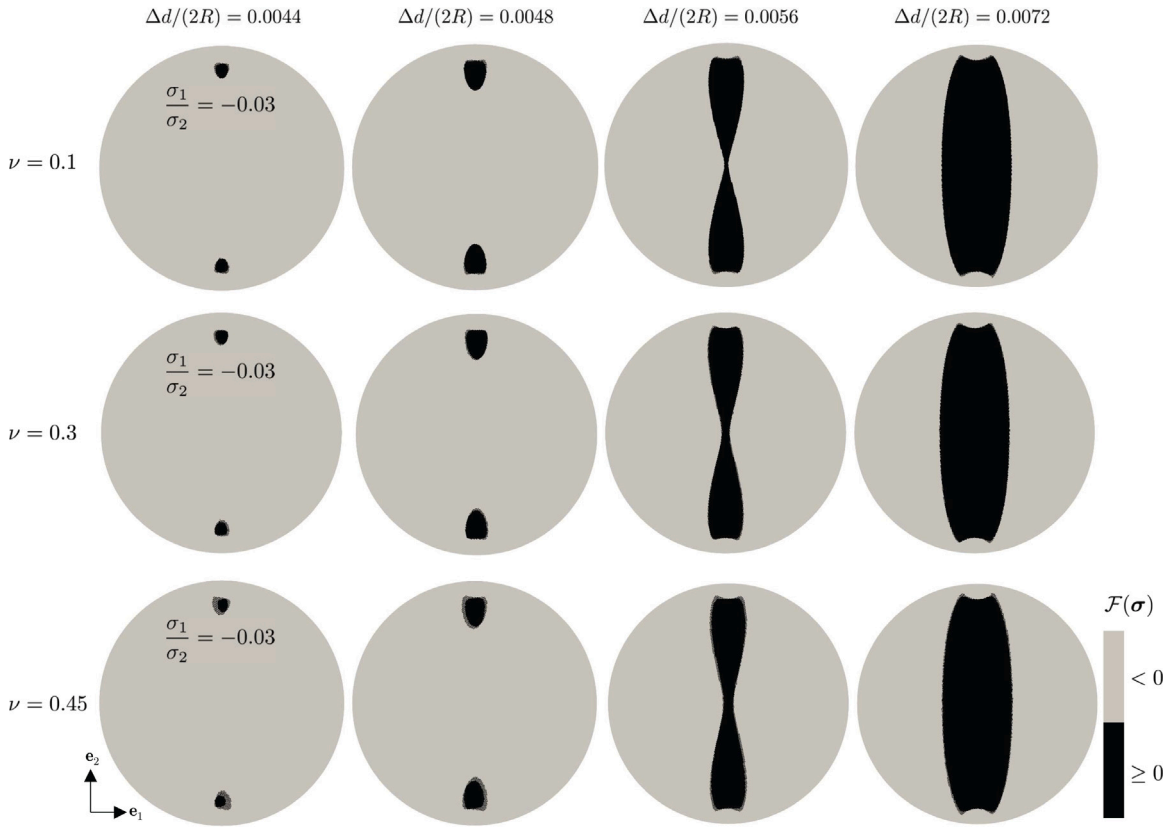 Δd/(2R) = 0.0044 Δd/(2R) = 0.0048 Δd/(2R) = 0.0056 Δd/(2R) = 0.0072
σ₁/σ₂ = −0.03
ν = 0.1
σ₁/σ₂ = −0.03
ν = 0.3
σ₁/σ₂ = −0.03
ν = 0.45
F(σ)
< 0
≥ 0
e₂
e₁